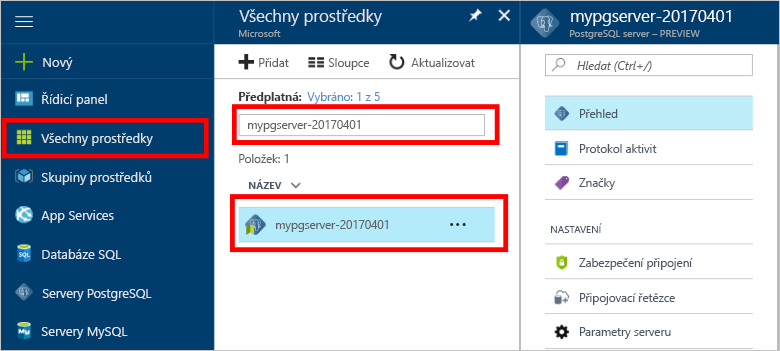 Nový
Řídicí panel
Všechny prostředky
Skupiny prostředků
App Services
Databáze SQL
Servery PostgreSQL
Servery MySQL
Všechny prostředky
Microsoft
Přidat
Sloupce
Aktualizovat
Předplatná: Vybráno: 1 z 5
mypgserver-20170401
Položek: 1
NÁZEV
mypgserver-20170401
mypgserver-20170401
PostgreSQL server – PREVIEW
Hledat (Ctrl+/)
Přehled
Protokol aktivit
Značky
NASTAVENÍ
Zabezpečení připojení
Připojovací řetězce
Parametry serveru